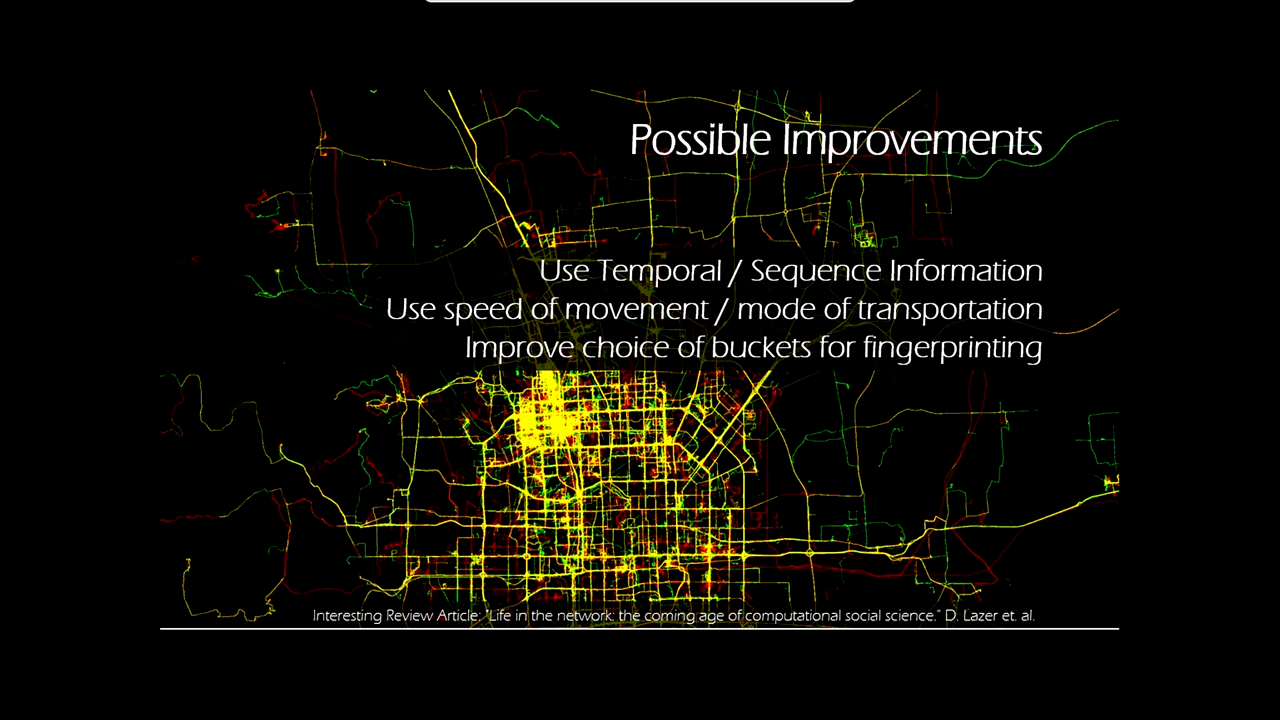 Possible Improvements
Use Temporal / Sequence Information
Use speed of movement / mode of transportation
Improve choice of buckets for fingerprinting
Interesting Review Article: "Life in the network: the coming age of computational social science." D. Lazer et. al.